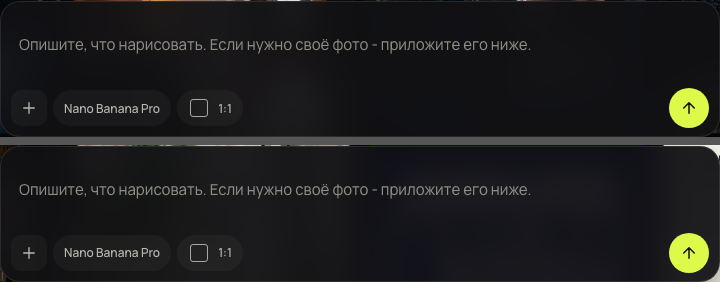 Опишите, что нарисовать. Если нужно своё фото - приложите его ниже.
Nano Banana Pro 1:1
Опишите, что нарисовать. Если нужно своё фото - приложите его ниже.
Nano Banana Pro 1:1